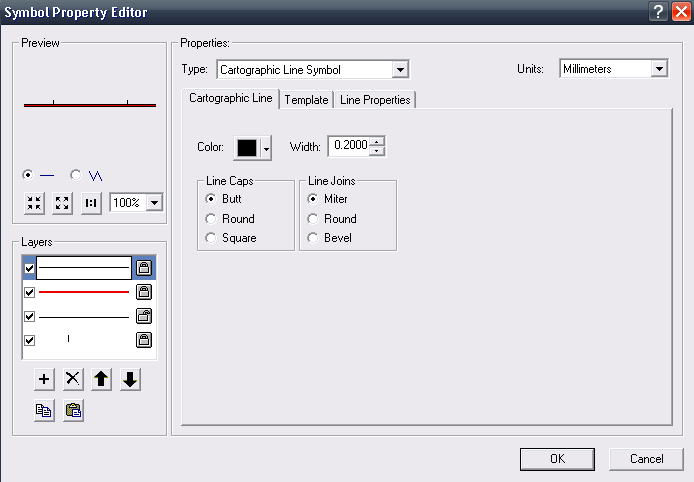 Symbol Property Editor
Preview
100%
Layers
Properties:
Type: Cartographic Line Symbol
Units: Millimeters
Cartographic Line Template Line Properties
Color: Width: 0.2000
Line Caps
Butt
Round
Square
Line Joins
Miter
Round
Bevel
OK Cancel